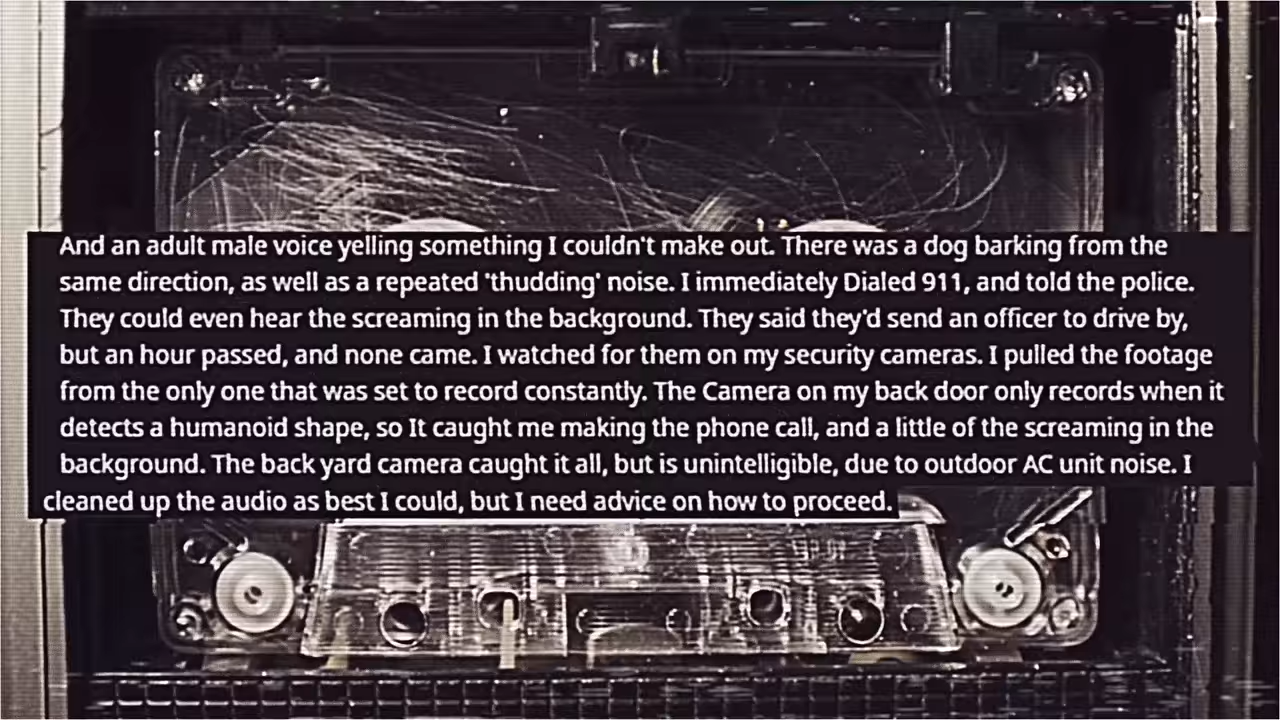 And an adult male voice yelling something I couldn't make out. There was a dog barking from the
same direction, as well as a repeated 'thudding' noise. I immediately Dialed 911, and told the police.
They could even hear the screaming in the background. They said they'd send an officer to drive by,
but an hour passed, and none came. I watched for them on my security cameras. I pulled the footage
from the only one that was set to record constantly. The Camera on my back door only records when it
detects a humanoid shape, so It caught me making the phone call, and a little of the screaming in the
background. The back yard camera caught it all, but is unintelligible, due to outdoor AC unit noise. I
cleaned up the audio as best I could, but I need advice on how to proceed.